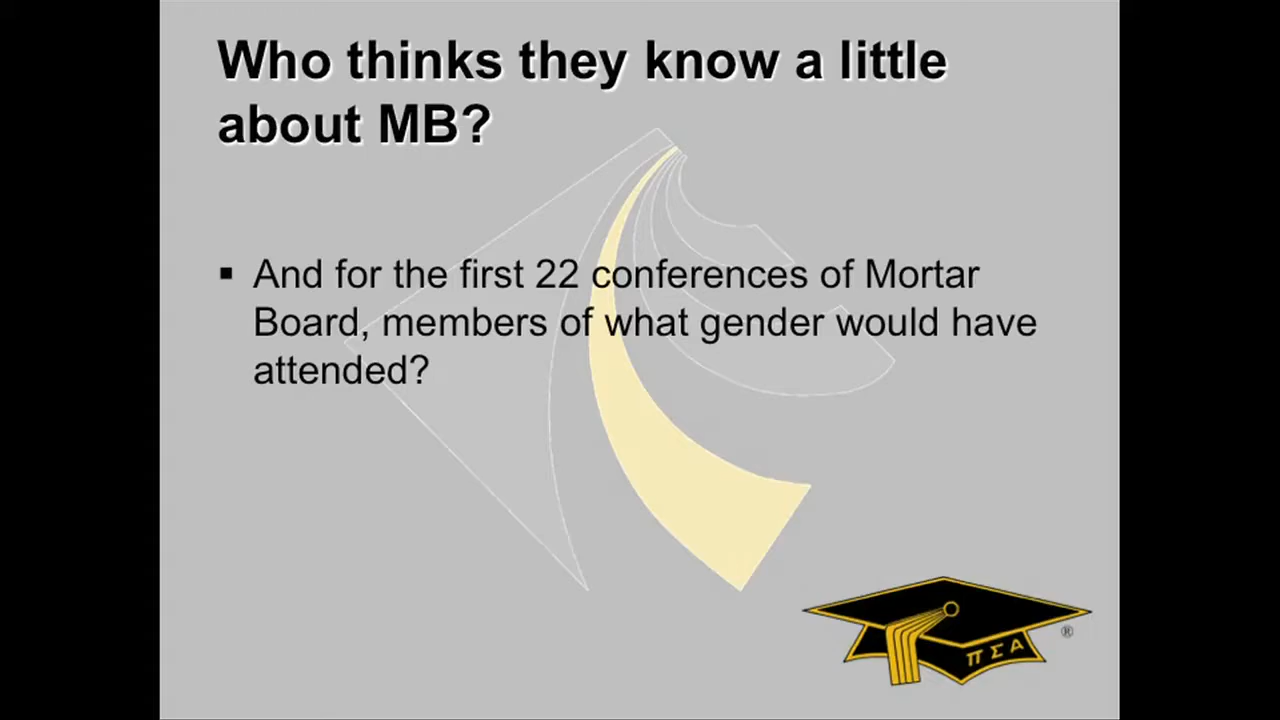 Who thinks they know a little
about MB?
▪ And for the first 22 conferences of Mortar
Board, members of what gender would have
attended?
ΠΣΑ
®